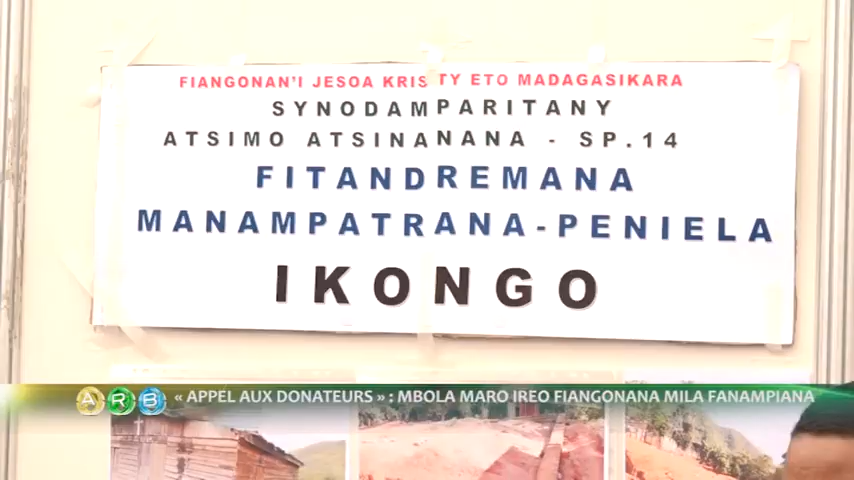 FIANGONAN'I JESOA KRISTY ETO MADAGASIKARA
SYNODAMPARITANY
ATSIMO ATSINANANA - SP.14
FITANDREMANA
MANAMPATRANA-PENIELA
IKONGO
ARB « APPEL AUX DONATEURS » : MBOLA MARO IREO FIANGONANA MILA FANAMPIANA